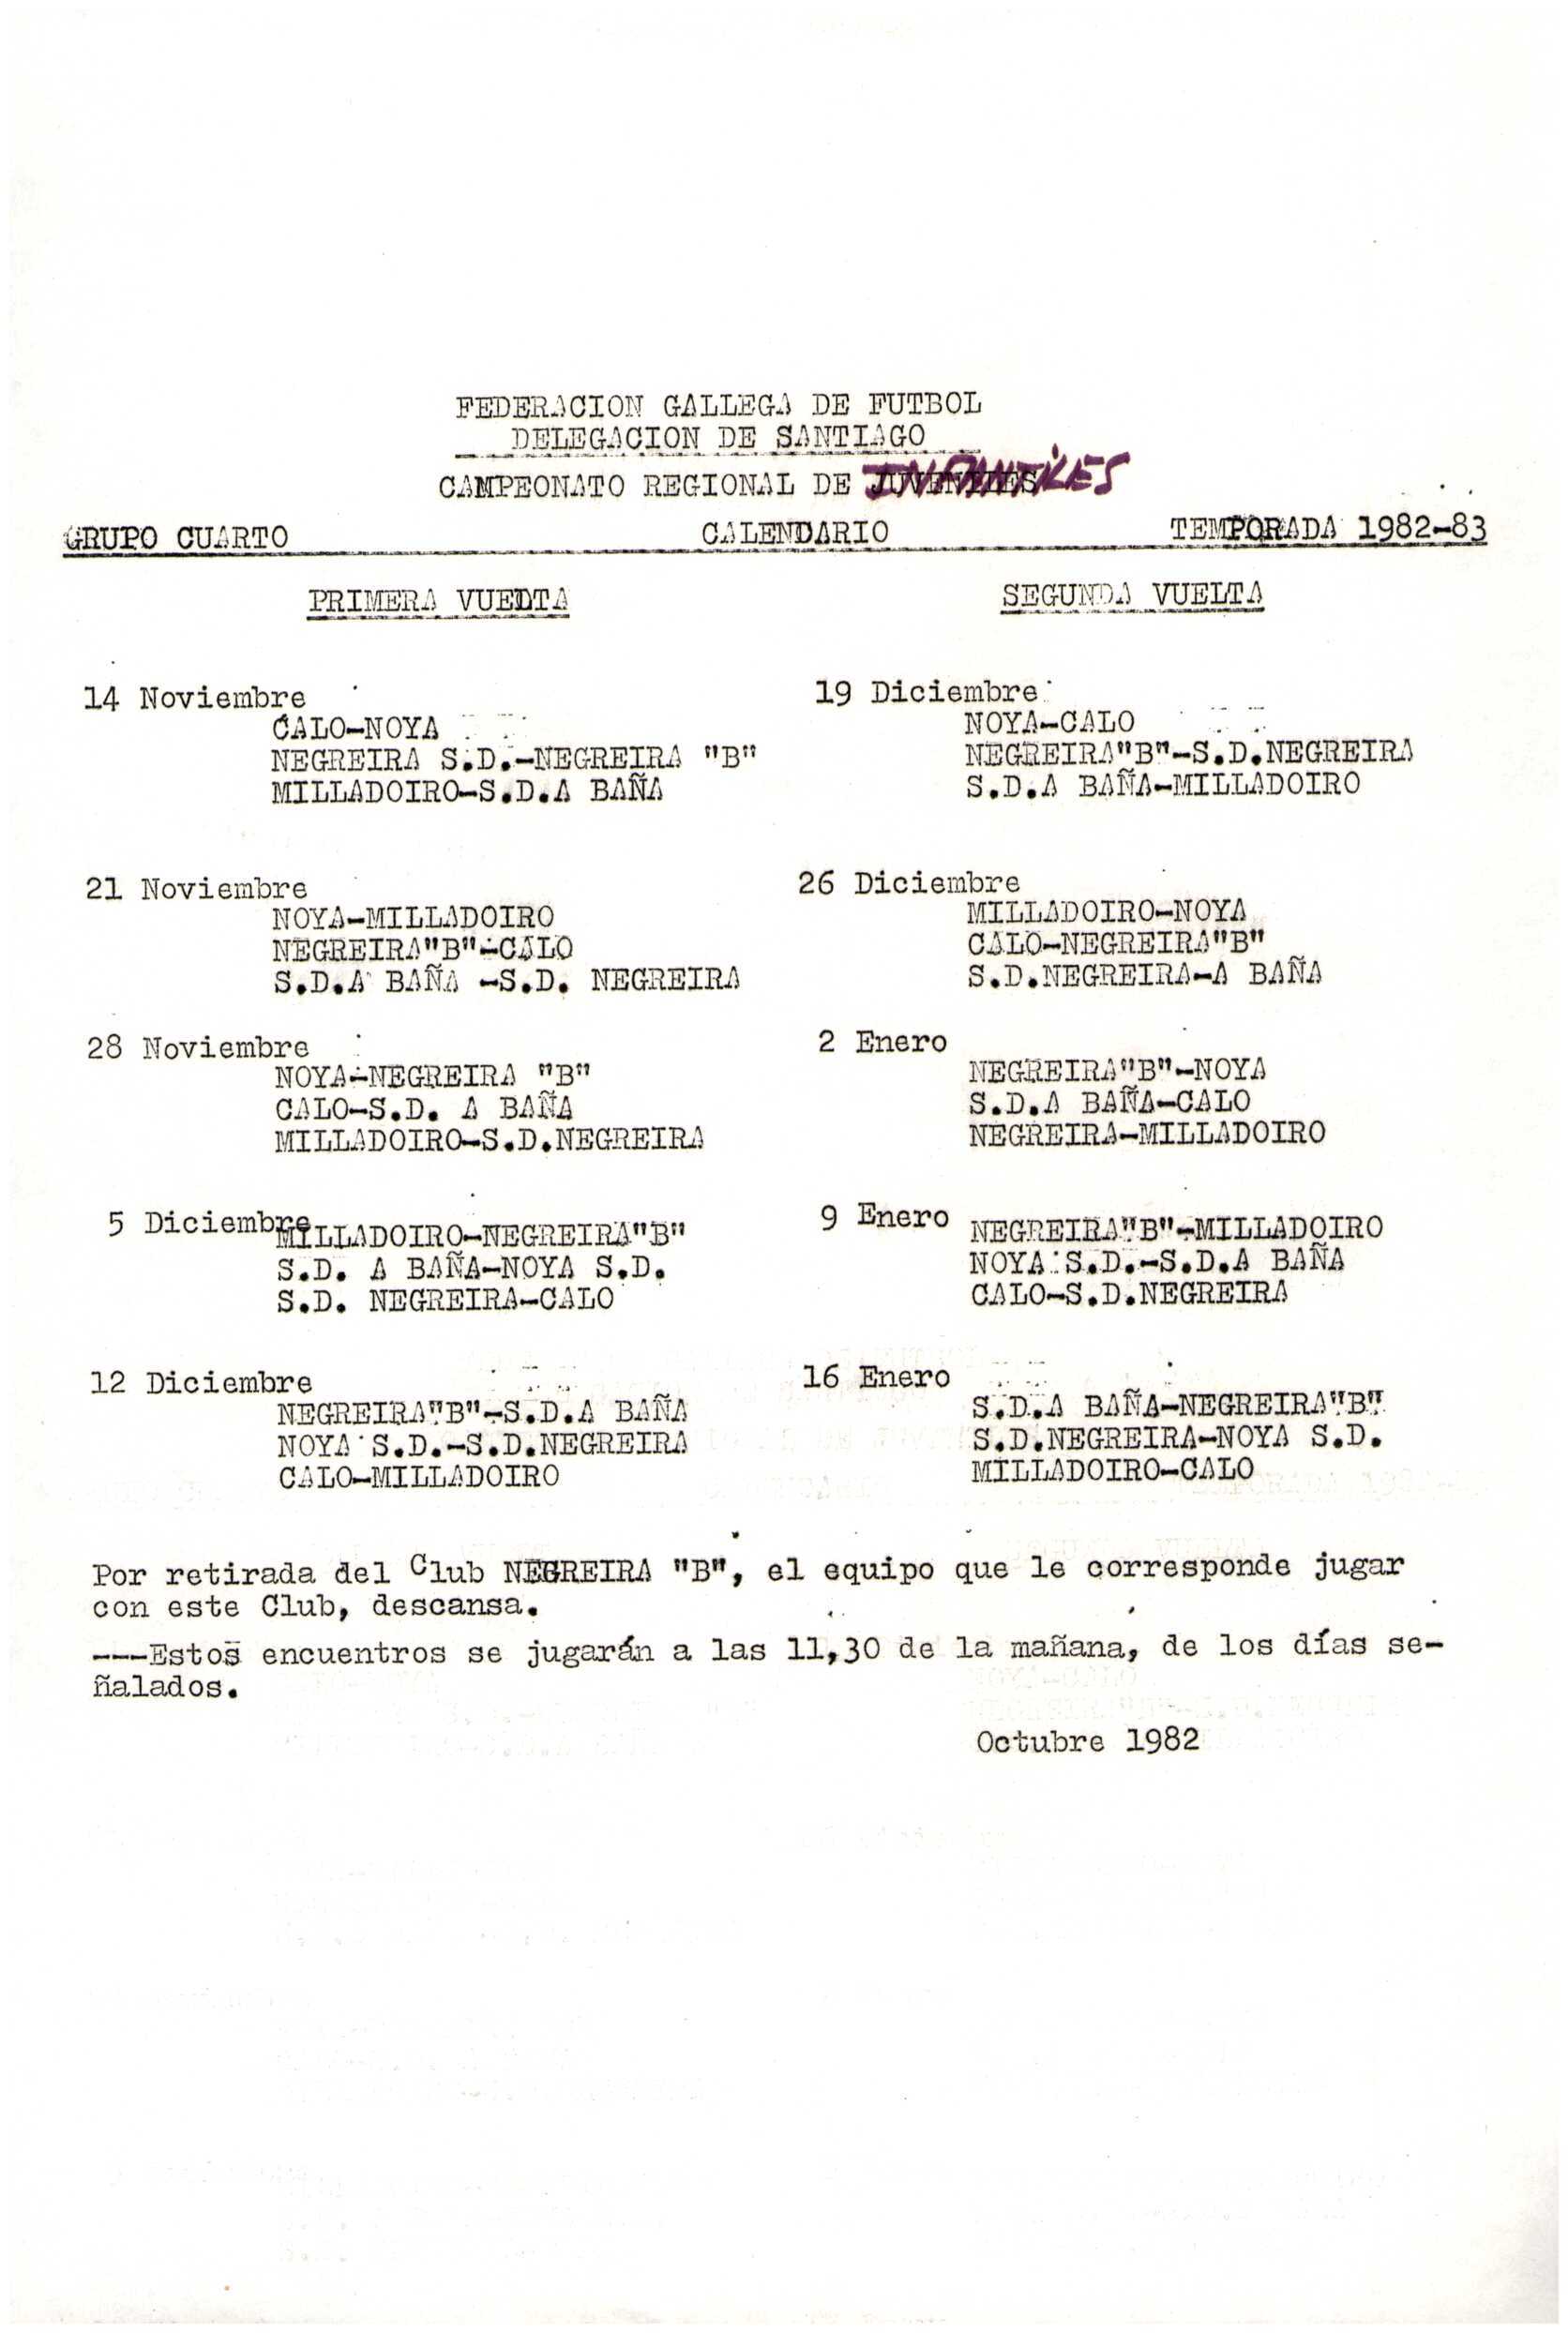 FEDERACION GALLEGA DE FUTBOL
DELEGACION DE SANTIAGO
CAMPEONATO REGIONAL DE INFANTILES
GRUPO CUARTO CALENDARIO TEMPORADA 1982-83
PRIMERA VUELTA
14 Noviembre
CALO-NOYA
NEGREIRA S.D.-NEGREIRA "B"
MILLADOIRO-S.D.A BAÑA
21 Noviembre
NOYA-MILLADOIRO
NEGREIRA"B"-CALO
S.D.A BAÑA -S.D. NEGREIRA
28 Noviembre
NOYA-NEGREIRA "B"
CALO-S.D. A BAÑA
MILLADOIRO-S.D.NEGREIRA
5 Diciembre
MILLADOIRO-NEGREIRA"B"
S.D. A BAÑA-NOYA S.D.
S.D. NEGREIRA-CALO
12 Diciembre
NEGREIRA"B"-S.D.A BAÑA
NOYA S.D.-S.D.NEGREIRA
CALO-MILLADOIRO
SEGUNDA VUELTA
19 Diciembre
NOYA-CALO
NEGREIRA"B"-S.D.NEGREIRA
S.D.A BAÑA-MILLADOIRO
26 Diciembre
MILLADOIRO-NOYA
CALO-NEGREIRA"B"
S.D.NEGREIRA-A BAÑA
2 Enero
NEGREIRA"B"-NOYA
S.D.A BAÑA-CALO
NEGREIRA-MILLADOIRO
9 Enero
NEGREIRA"B"-MILLADOIRO
NOYA S.D.-S.D.A BAÑA
CALO-S.D.NEGREIRA
16 Enero
S.D.A BAÑA-NEGREIRA"B"
S.D.NEGREIRA-NOYA S.D.
MILLADOIRO-CALO
Por retirada del Club NEGREIRA "B", el equipo que le corresponde jugar
con este Club, descansa.
---Estos encuentros se jugarán a las 11,30 de la mañana, de los días se-
ñalados.
Octubre 1982